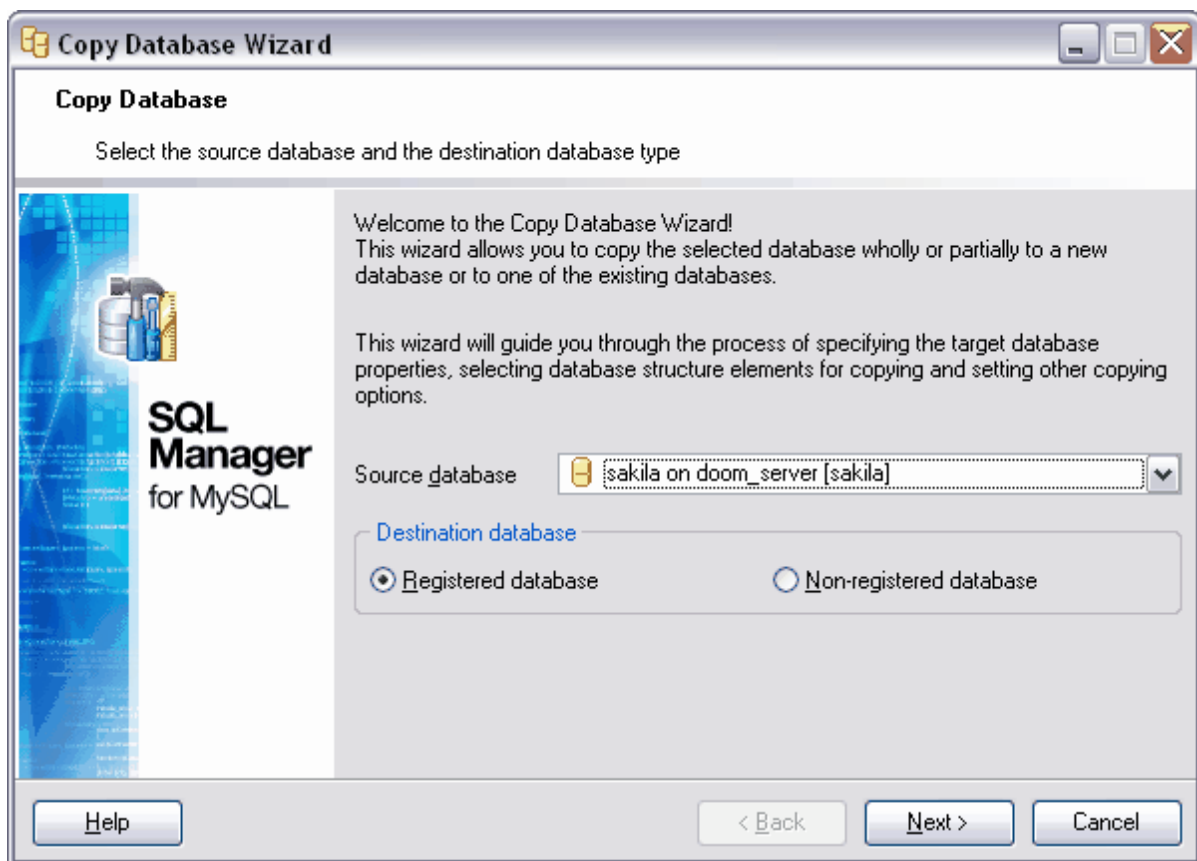 Copy Database Wizard
Copy Database
Select the source database and the destination database type
Welcome to the Copy Database Wizard!
This wizard allows you to copy the selected database wholly or partially to a new
database or to one of the existing databases.
This wizard will guide you through the process of specifying the target database
properties, selecting database structure elements for copying and setting other copying
options.
SQL
Manager
for MySQL
Source database
sakila on doom_server [sakila]
Destination database
Registered database
Non-registered database
Help
< Back
Next >
Cancel